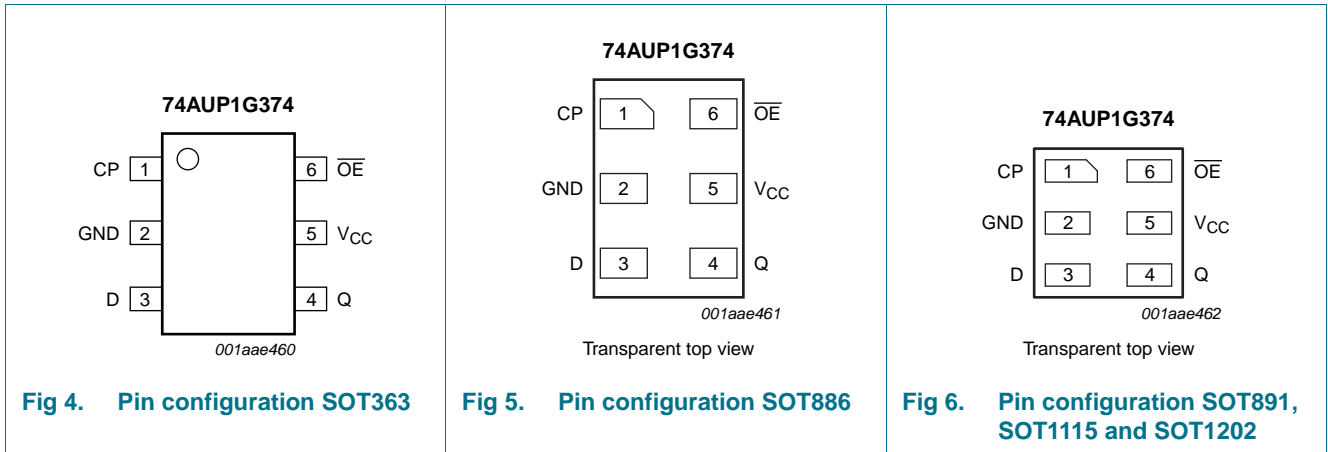 74AUP1G374
CP 1 6 OE
GND 2 5 VCC
D 3 4 Q
001aae460
Fig 4. Pin configuration SOT363
74AUP1G374
CP 1 6 OE
GND 2 5 VCC
D 3 4 Q
001aae461
Transparent top view
Fig 5. Pin configuration SOT886
74AUP1G374
CP 1 6 OE
GND 2 5 VCC
D 3 4 Q
001aae462
Transparent top view
Fig 6. Pin configuration SOT891,
SOT1115 and SOT1202